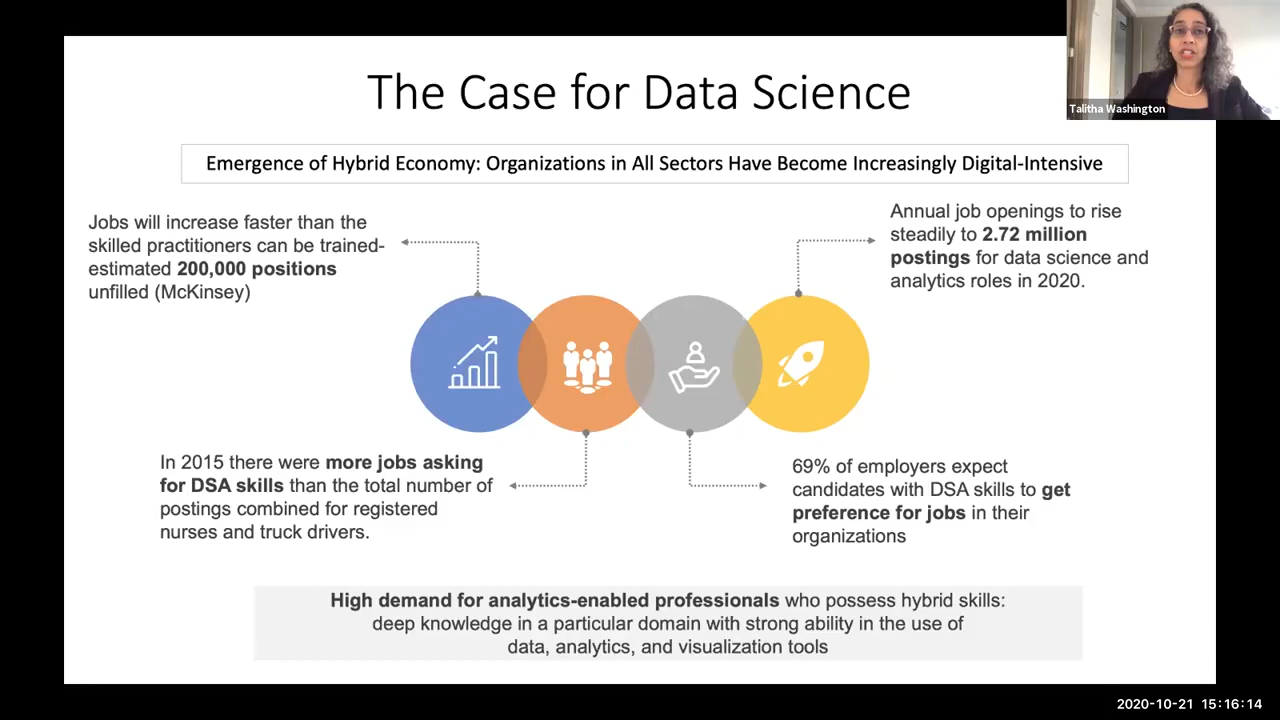 The Case for Data Science
Talitha Washington
Emergence of Hybrid Economy: Organizations in All Sectors Have Become Increasingly Digital-Intensive
Jobs will increase faster than the
skilled practitioners can be trained-
estimated 200,000 positions
unfilled (McKinsey)
Annual job openings to rise
steadily to 2.72 million
postings for data science and
analytics roles in 2020.
In 2015 there were more jobs asking
for DSA skills than the total number of
postings combined for registered
nurses and truck drivers.
69% of employers expect
candidates with DSA skills to get
preference for jobs in their
organizations
High demand for analytics-enabled professionals who possess hybrid skills:
deep knowledge in a particular domain with strong ability in the use of
data, analytics, and visualization tools
2020-10-21 15:16:14